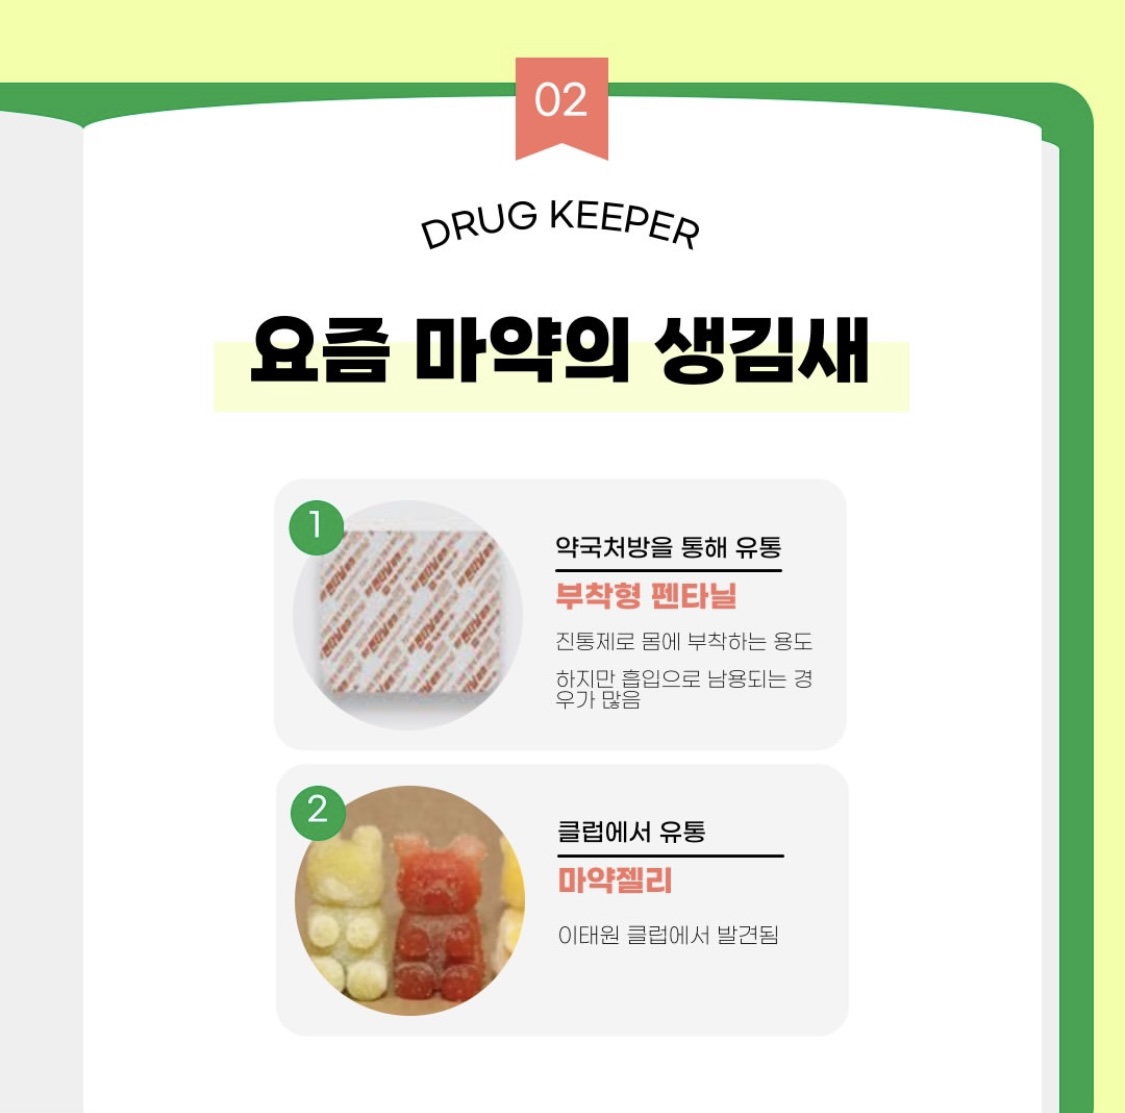 02
DRUG KEEPER
요즘 마약의 생김새
1
약국처방을 통해 유통
부착형 펜타닐
진통제로 몸에 부착하는 용도
하지만 흡입으로 남용되는 경
우가 많음
2
클럽에서 유통
마약젤리
이태원 클럽에서 발견됨